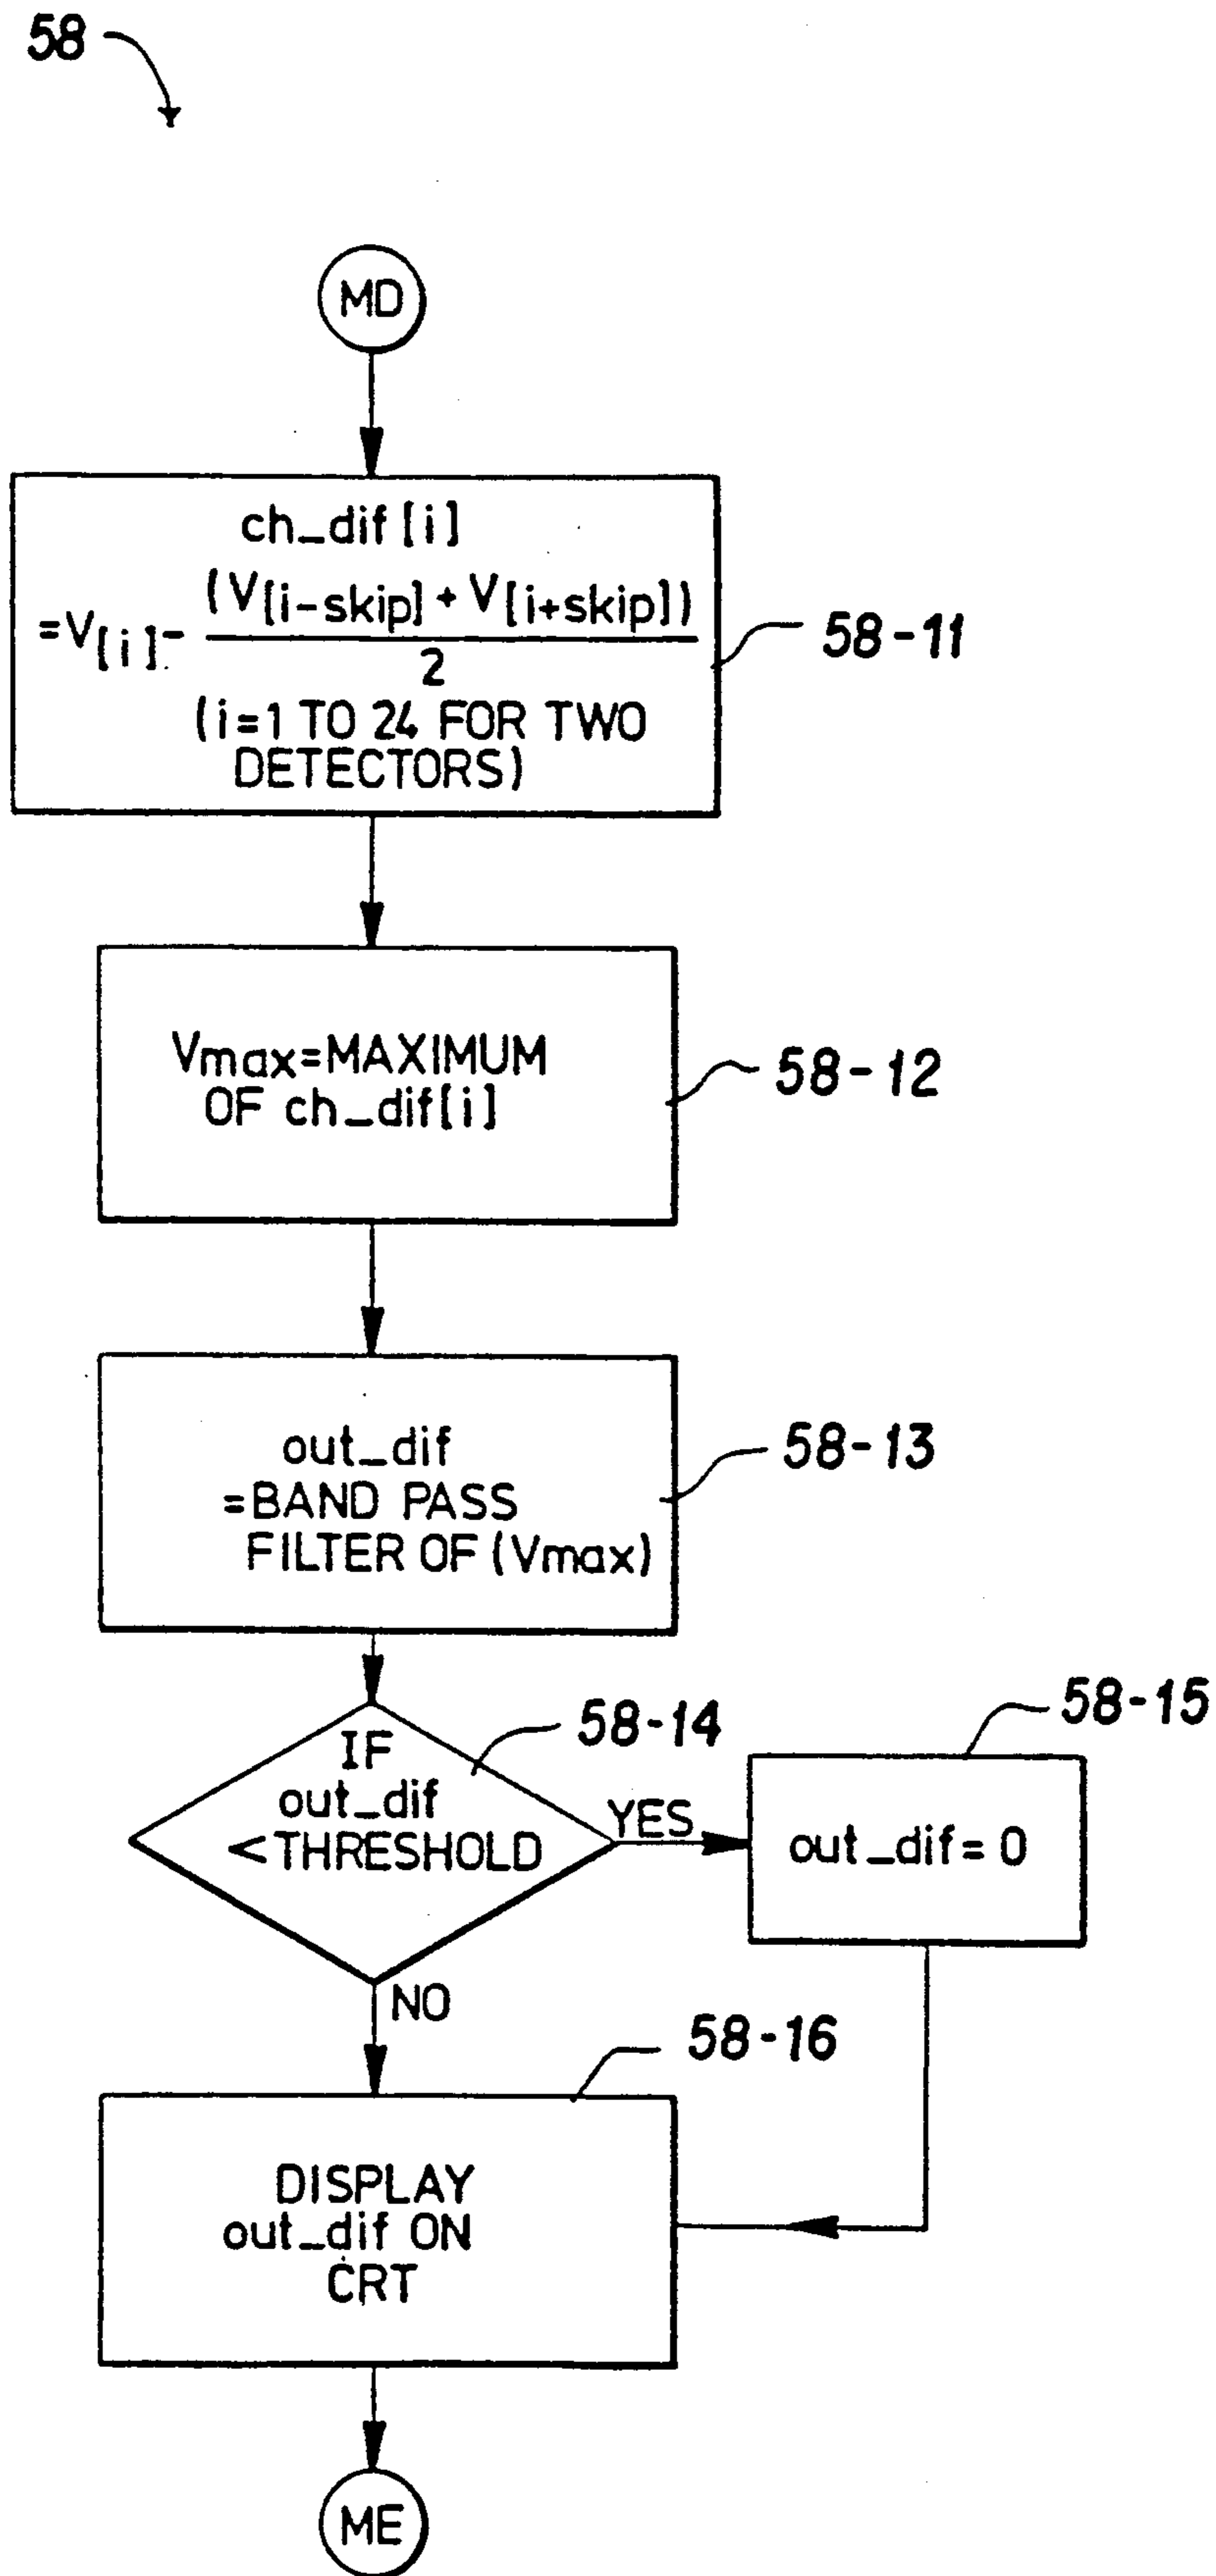 58
MD
ch_dif [i]
=V[i]- (V[i-skip] + V[i+skip])
2
(i=1 TO 24 FOR TWO
DETECTORS)
58-11
Vmax=MAXIMUM
OF ch_dif[i]
58-12
out_dif
=BAND PASS
FILTER OF (Vmax)
58-13
IF
out_dif
<THRESHOLD
58-14
YES
58-15
out_dif= 0
NO
58-16
DISPLAY
out_dif ON
CRT
ME